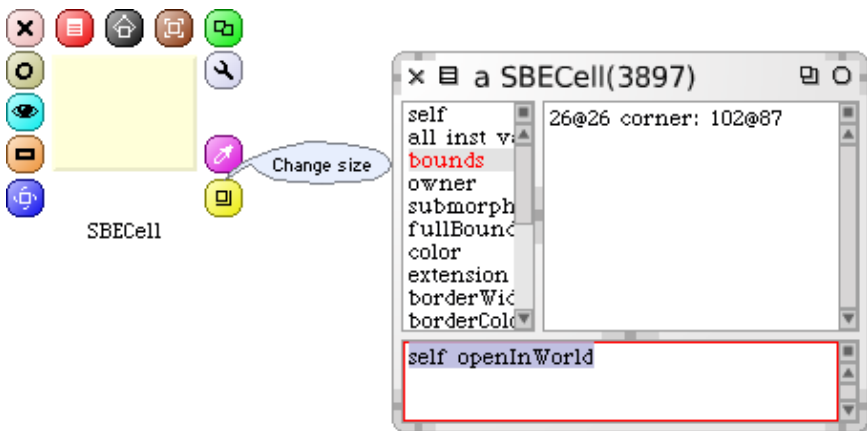 Change size
SBECell
a SBECell(3897)
self
all inst va
bounds
owner
submorph
fullBound
color
extension
borderWid
borderColo
26@26 corner: 102@87
self openInWorld